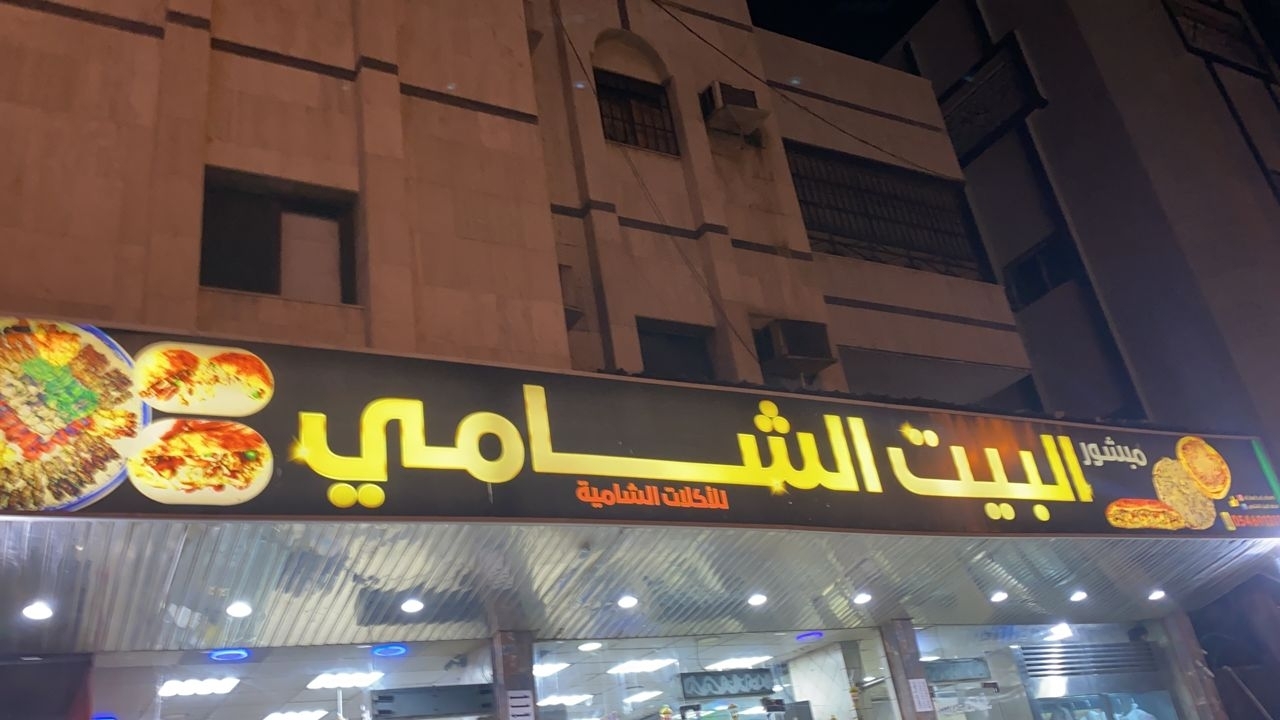 مبشور
البيت الشامي
للأكلات الشامية